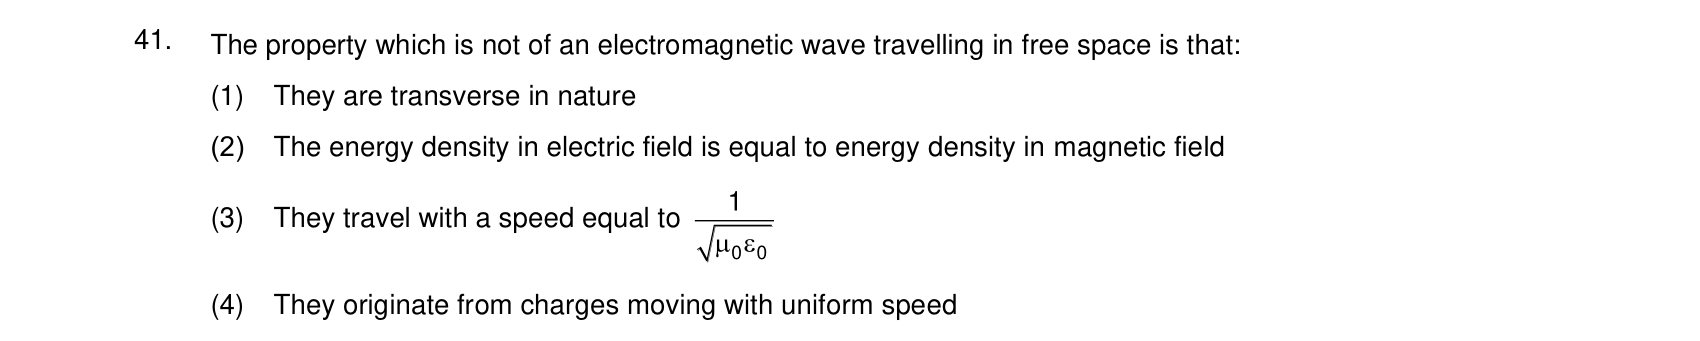 41. The property which is not of an electromagnetic wave travelling in free space is that:
(1) They are transverse in nature
(2) The energy density in electric field is equal to energy density in magnetic field
(3) They travel with a speed equal to 1/√μ₀ε₀
(4) They originate from charges moving with uniform speed